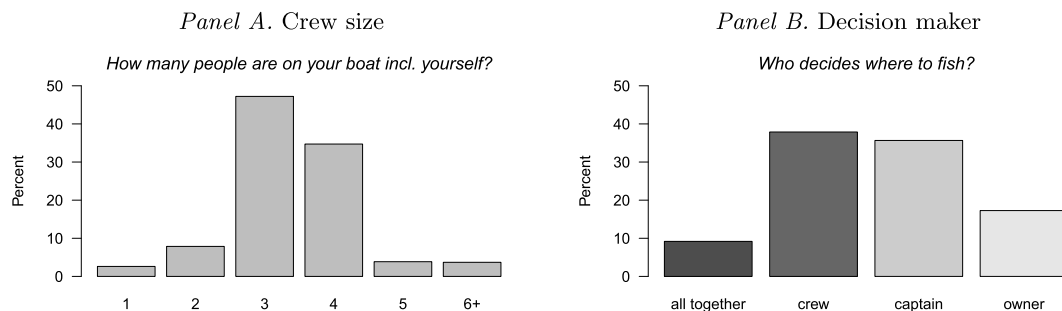 Panel A. Crew size
How many people are on your boat incl. yourself?
Percent
50
40
30
20
10
0
1 2 3 4 5 6+
Panel B. Decision maker
Who decides where to fish?
Percent
50
40
30
20
10
0
all together crew captain owner